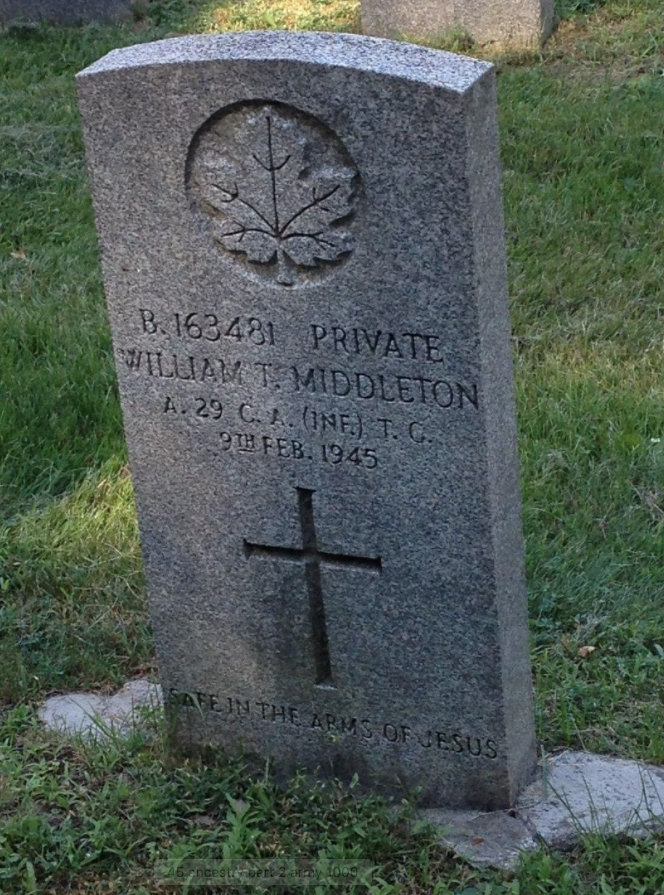 B. 163481 PRIVATE
WILLIAM T. MIDDLETON
A. 29 C. A. (INF.) T. C.
9TH FEB. 1945
SAFE IN THE ARMS OF JESUS